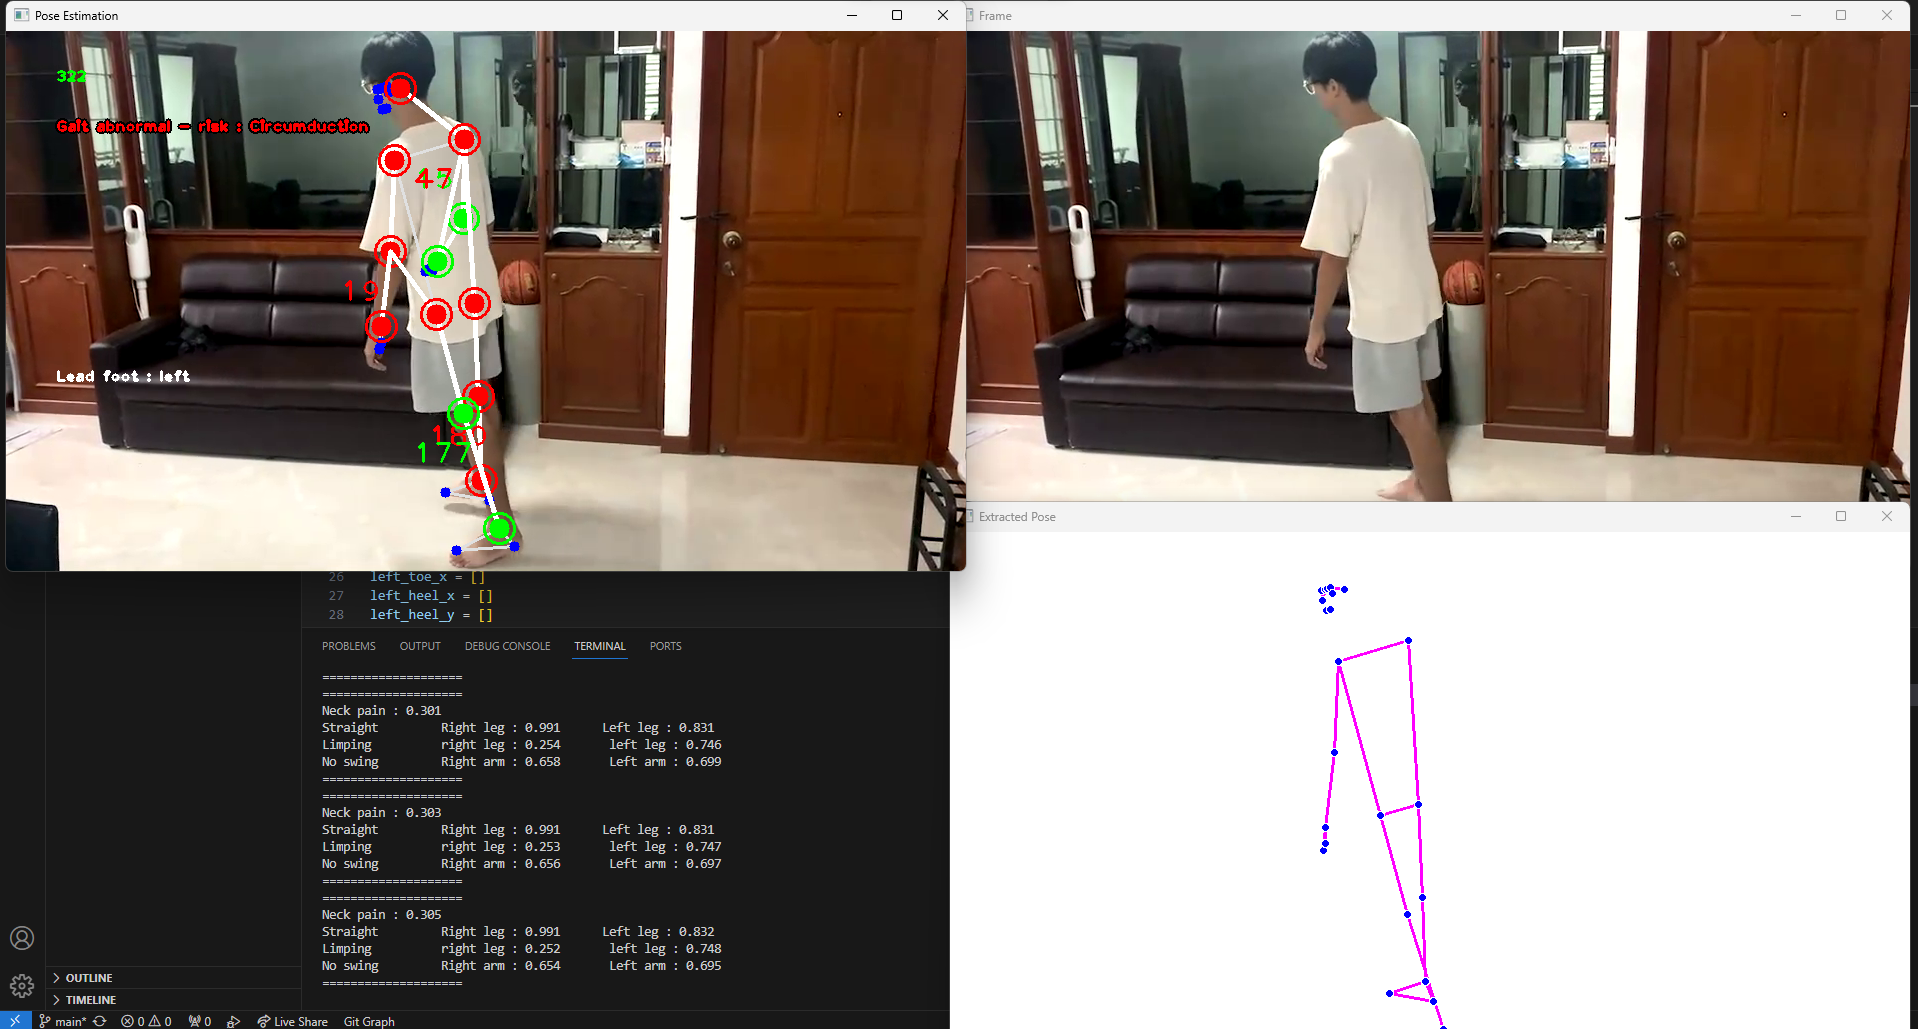 Pose Estimation
322
Gait abnormal - risk : Circumduction
47
19
177
Lead foot : left
Frame
Extracted Pose
26 left_toe_x = []
27 left_heel_x = []
28 left_heel_y = []
PROBLEMS OUTPUT DEBUG CONSOLE TERMINAL PORTS
====================
====================
Neck pain : 0.301
Straight Right leg : 0.991 Left leg : 0.831
Limping right leg : 0.254 left leg : 0.746
No swing Right arm : 0.658 Left arm : 0.699
====================
====================
Neck pain : 0.303
Straight Right leg : 0.991 Left leg : 0.831
Limping right leg : 0.253 left leg : 0.747
No swing Right arm : 0.656 Left arm : 0.697
====================
====================
Neck pain : 0.305
Straight Right leg : 0.991 Left leg : 0.832
Limping right leg : 0.252 left leg : 0.748
No swing Right arm : 0.654 Left arm : 0.695
====================
OUTLINE
TIMELINE
main* 0 0 0 Live Share Git Graph